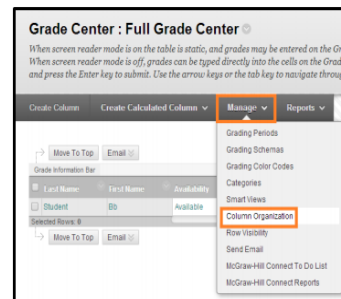 Grade Center : Full Grade Center
When screen reader mode is on the table is static, and grades may be entered on the Gr
When screen reader mode is off, grades can be typed directly into the cells on the Grad
and press the Enter key to submit. Use the arrow keys or the tab key to navigate throug
Create Column Create Calculated Column Manage Reports
Grading Periods
Grading Schemas
Grading Color Codes
Categories
Smart Views
Column Organization
Row Visibility
Send Email
McGraw-Hill Connect To Do List
McGraw-Hill Connect Reports
Move To Top Email
Grade Information Bar
Last Name First Name Availability
Student Bb Available
Selected Rows: 0
Move To Top Email